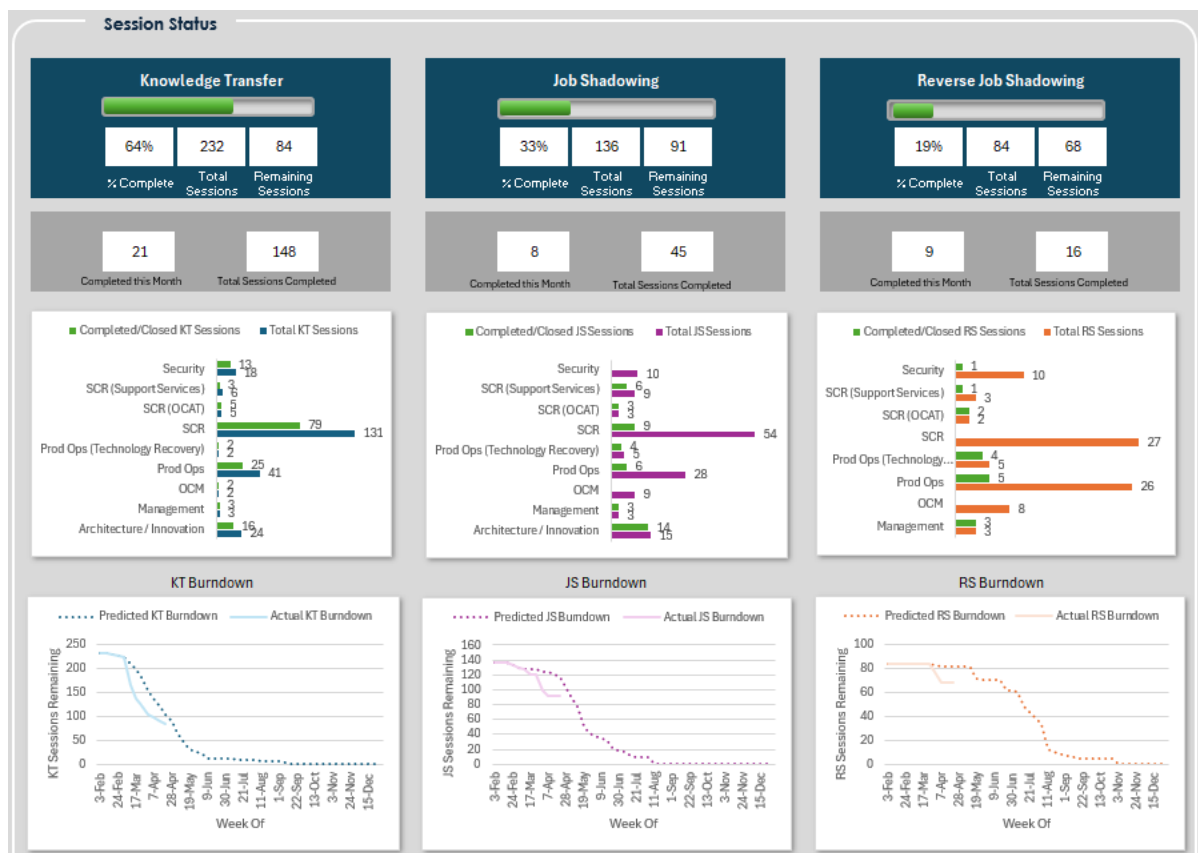 Session Status
Knowledge Transfer
64% 232 84
% Complete Total Sessions Remaining Sessions
21 148
Completed this Month Total Sessions Completed
Completed/Closed KT Sessions Total KT Sessions
Security 13 18
SCR (Support Services) 3 6
SCR (OCAT) 5 5
SCR 79 131
Prod Ops (Technology Recovery) 2 2
Prod Ops 25 41
OCM 2 2
Management 3 3
Architecture / Innovation 16 24
KT Burndown
Predicted KT Burndown Actual KT Burndown
KT Sessions Remaining
250
200
150
100
50
0
3-Feb 24-Feb 17-Mar 7-Apr 28-Apr 19-May 9-Jun 30-Jun 21-Jul 11-Aug 1-Sep 22-Sep 13-Oct 3-Nov 24-Nov 15-Dec
Week Of
Job Shadowing
33% 136 91
% Complete Total Sessions Remaining Sessions
8 45
Completed this Month Total Sessions Completed
Completed/Closed JS Sessions Total JS Sessions
Security 10
SCR (Support Services) 6 9
SCR (OCAT) 3 3
SCR 9 54
Prod Ops (Technology Recovery) 4 5
Prod Ops 6 28
OCM 9
Management 3 3
Architecture / Innovation 14 15
JS Burndown
Predicted JS Burndown Actual JS Burndown
JS Sessions Remaining
160
140
120
100
80
60
40
20
0
3-Feb 24-Feb 17-Mar 7-Apr 28-Apr 19-May 9-Jun 30-Jun 21-Jul 11-Aug 1-Sep 22-Sep 13-Oct 3-Nov 24-Nov 15-Dec
Week Of
Reverse Job Shadowing
19% 84 68
% Complete Total Sessions Remaining Sessions
9 16
Completed this Month Total Sessions Completed
Completed/Closed RS Sessions Total RS Sessions
Security 1 10
SCR (Support Services) 1 3
SCR (OCAT) 2 2
SCR 27
Prod Ops (Technology... 4 5
Prod Ops 5 26
OCM 8
Management 3 3
RS Burndown
Predicted RS Burndown Actual RS Burndown
RS Sessions Remaining
100
80
60
40
20
0
3-Feb 24-Feb 17-Mar 7-Apr 28-Apr 19-May 9-Jun 30-Jun 21-Jul 11-Aug 1-Sep 22-Sep 13-Oct 3-Nov 24-Nov 15-Dec
Week Of